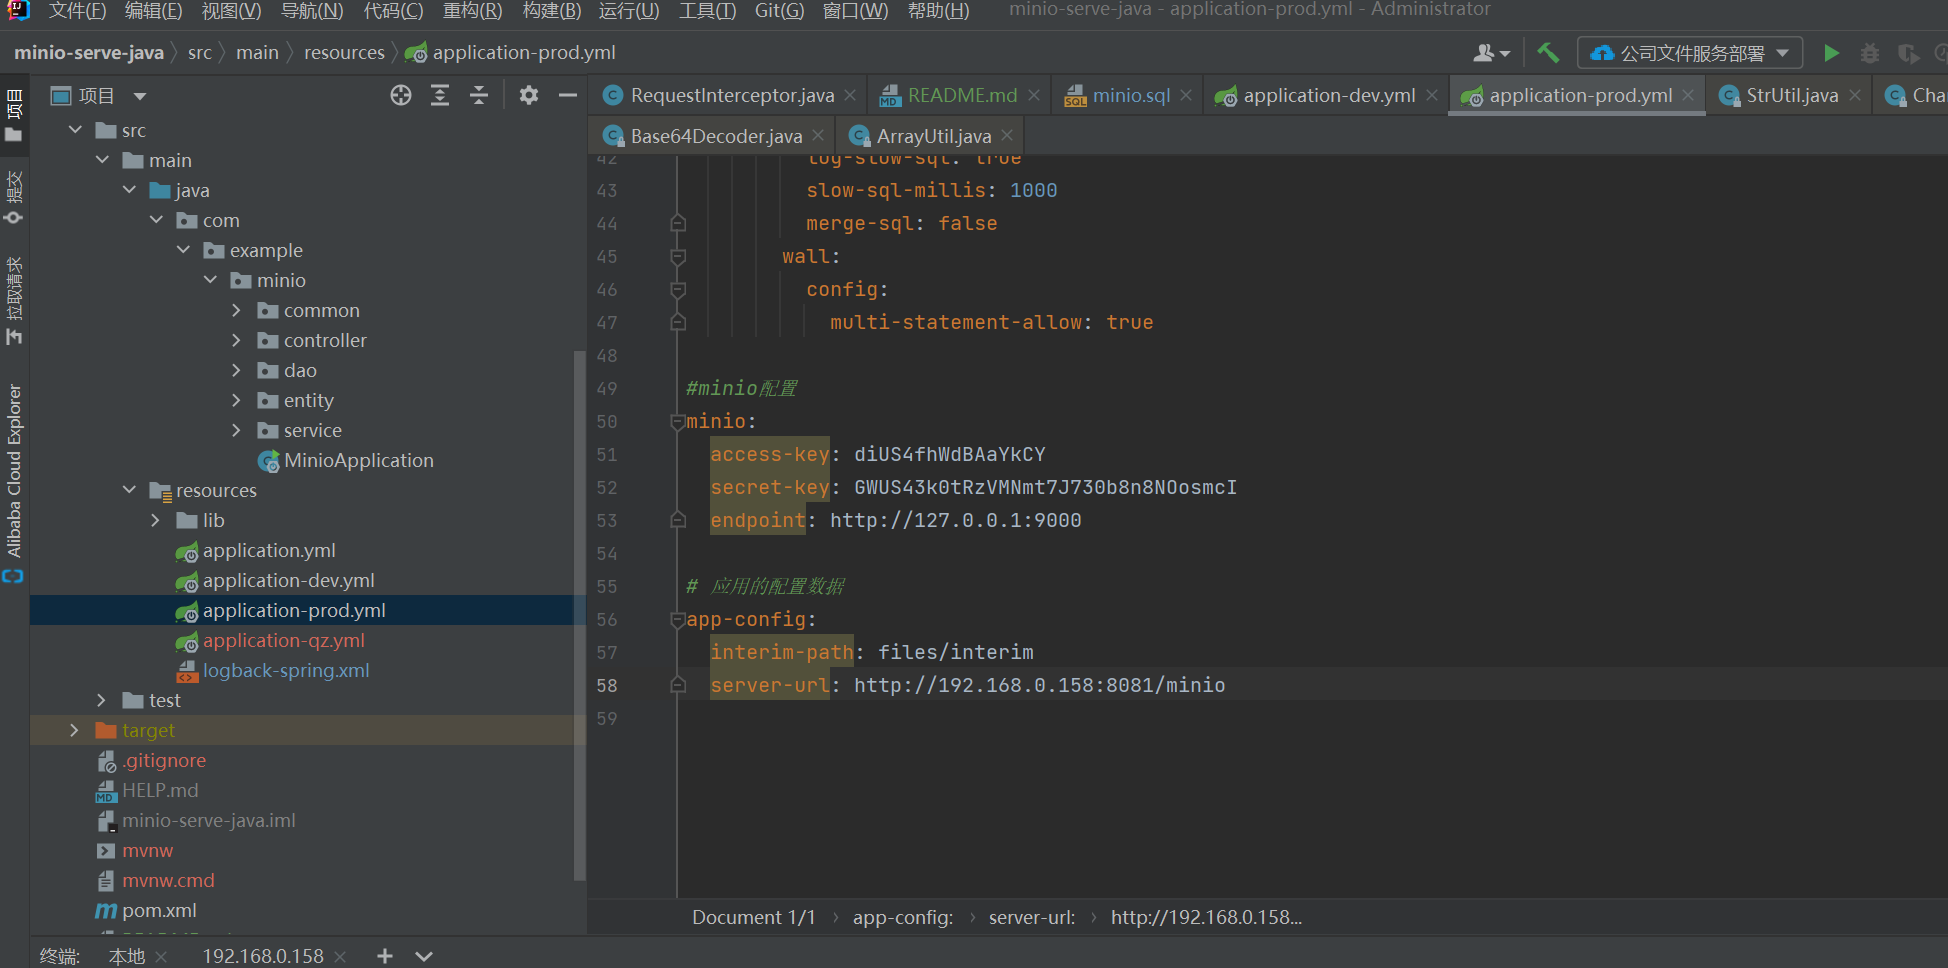 文件(F) 编辑(E) 视图(V) 导航(N) 代码(C) 重构(R) 构建(B) 运行(U) 工具(T) Git(G) 窗口(W) 帮助(H) minio-serve-java - application-prod.yml - Administrator
minio-serve-java src main resources application-prod.yml 公司文件服务部署
项目
提交
拉取请求
Alibaba Cloud Explorer
项目
src
main
java
com
example
minio
common
controller
dao
entity
service
MinioApplication
resources
lib
application.yml
application-dev.yml
application-prod.yml
application-qz.yml
logback-spring.xml
test
target
.gitignore
HELP.md
minio-serve-java.iml
mvnw
mvnw.cmd
pom.xml
RequestInterceptor.java README.md minio.sql application-dev.yml application-prod.yml StrUtil.java Cha
Base64Decoder.java ArrayUtil.java
42 log-slow-sql: true
43 slow-sql-millis: 1000
44 merge-sql: false
45 wall:
46 config:
47 multi-statement-allow: true
48
49 #minio配置
50 minio:
51 access-key: diUS4fhWdBAaYkCY
52 secret-key: GWUS43k0tRzVMNmt7J730b8n8NOosmcI
53 endpoint: http://127.0.0.1:9000
54
55 # 应用的配置数据
56 app-config:
57 interim-path: files/interim
58 server-url: http://192.168.0.158:8081/minio
59
Document 1/1 › app-config: › server-url: › http://192.168.0.158...
终端: 本地 192.168.0.158